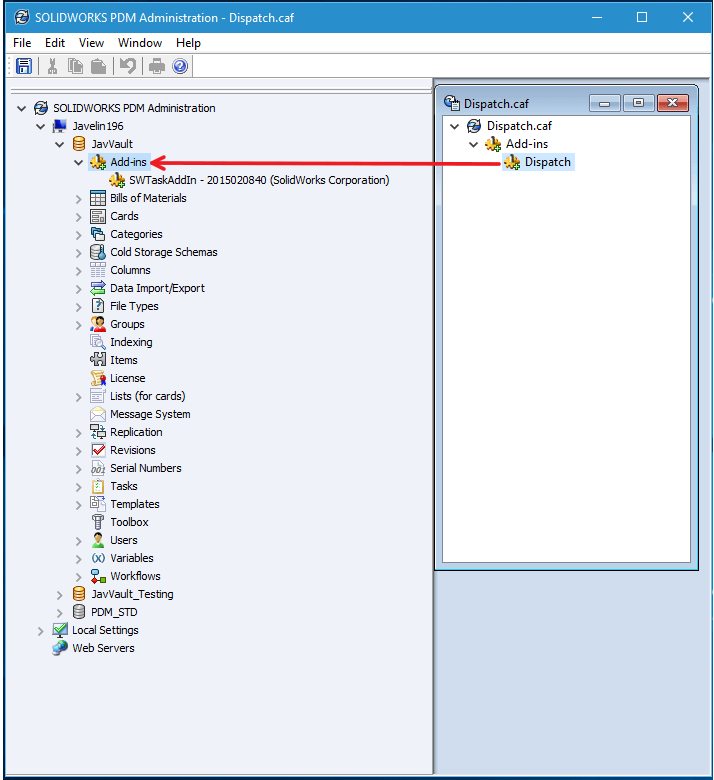 SOLIDWORKS PDM Administration - Dispatch.caf
File Edit View Window Help
SOLIDWORKS PDM Administration
Javelin196
JavVault
Add-ins
SWTaskAddIn - 2015020840 (SolidWorks Corporation)
Bills of Materials
Cards
Categories
Cold Storage Schemas
Columns
Data Import/Export
File Types
Groups
Indexing
Items
License
Lists (for cards)
Message System
Replication
Revisions
Serial Numbers
Tasks
Templates
Toolbox
Users
Variables
Workflows
JavVault_Testing
PDM_STD
Local Settings
Web Servers
Dispatch.caf
Dispatch.caf
Add-ins
Dispatch